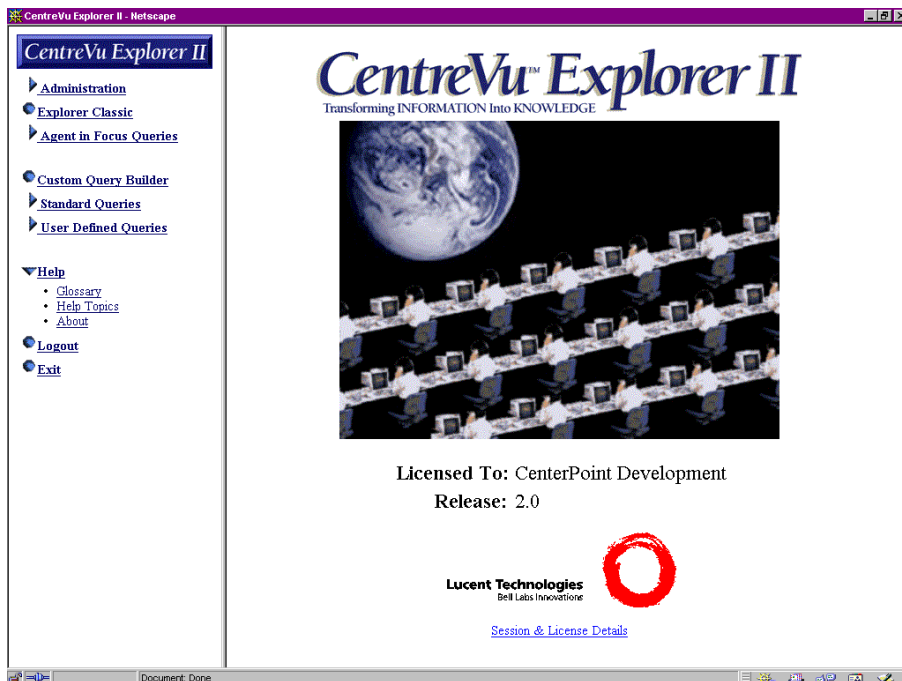 CentreVu Explorer II - Netscape
CentreVu Explorer II
Administration
Explorer Classic
Agent in Focus Queries
Custom Query Builder
Standard Queries
User Defined Queries
Help
• Glossary
• Help Topics
• About
Logout
Exit
CentreVu™ Explorer II
Transforming INFORMATION Into KNOWLEDGE
Licensed To: CenterPoint Development
Release: 2.0
Lucent Technologies
Bell Labs Innovations
Session & License Details
Document: Done